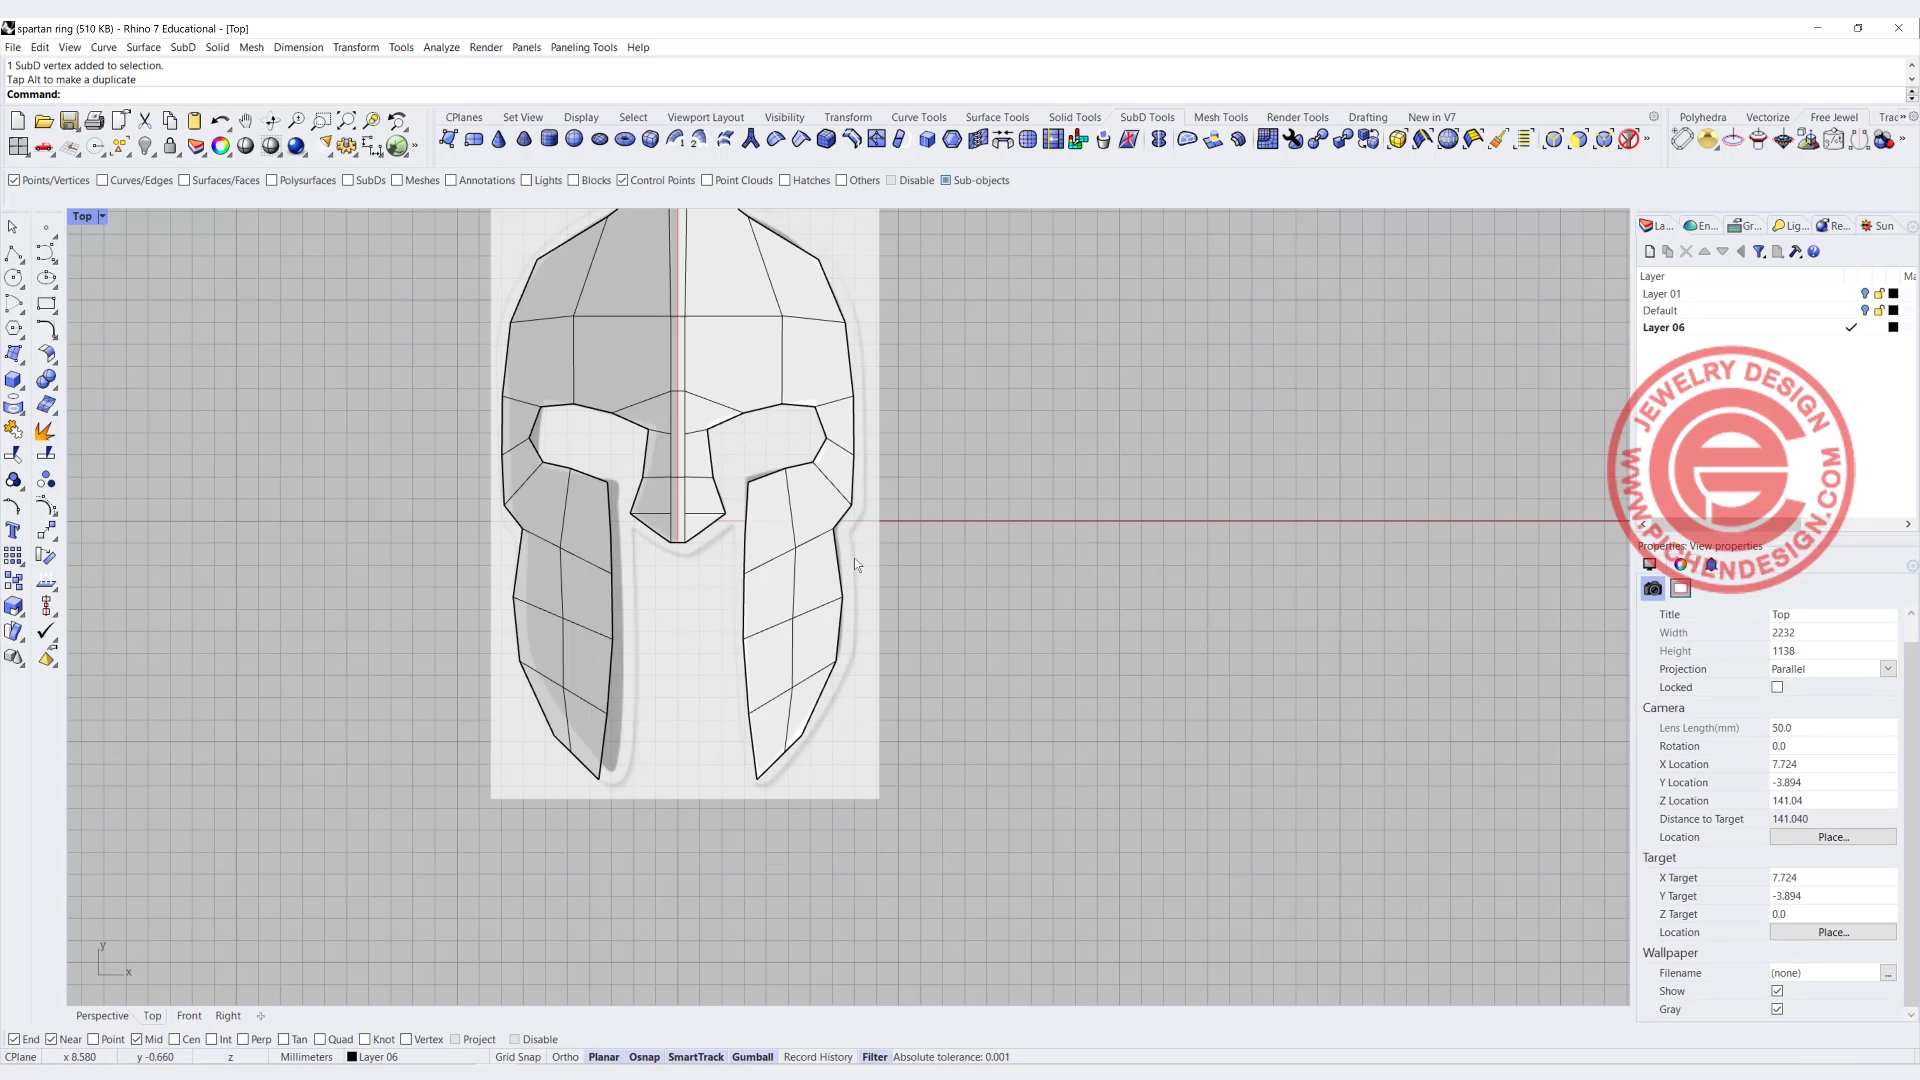 spartan ring (510 KB) - Rhino 7 Educational - [Top]
File Edit View Curve Surface SubD Solid Mesh Dimension Transform Tools Analyze Render Panels Paneling Tools Help
1 SubD vertex added to selection.
Tap Alt to make a duplicate
Command:
CPlanes Set View Display Select Viewport Layout Visibility Transform Curve Tools Surface Tools Solid Tools SubD Tools Mesh Tools Render Tools Drafting New in V7 Polyhedra Vectorize Free Jewel Trac
Points/Vertices Curves/Edges Surfaces/Faces Polysurfaces SubDs Meshes Annotations Lights Blocks Control Points Point Clouds Hatches Others Disable Sub-objects
Top
La... En... Gr... Lig... Re... Sun
Layer Ma
Layer 01
Default
Layer 06
JEWELRY DESIGN
WWW.PICHENDESIGN.COM
Properties: View properties
Title Top
Width 2232
Height 1138
Projection Parallel
Locked
Camera
Lens Length(mm) 50.0
Rotation 0.0
X Location 7.724
Y Location -3.894
Z Location 141.04
Distance to Target 141.040
Location Place...
Target
X Target 7.724
Y Target -3.894
Z Target 0.0
Location Place...
Wallpaper
Filename (none) ...
Show
Gray
y
x
Perspective Top Front Right
End Near Point Mid Cen Int Perp Tan Quad Knot Vertex Project Disable
CPlane x 8.580 y -0.660 z Millimeters Layer 06 Grid Snap Ortho Planar Osnap SmartTrack Gumball Record History Filter Absolute tolerance: 0.001